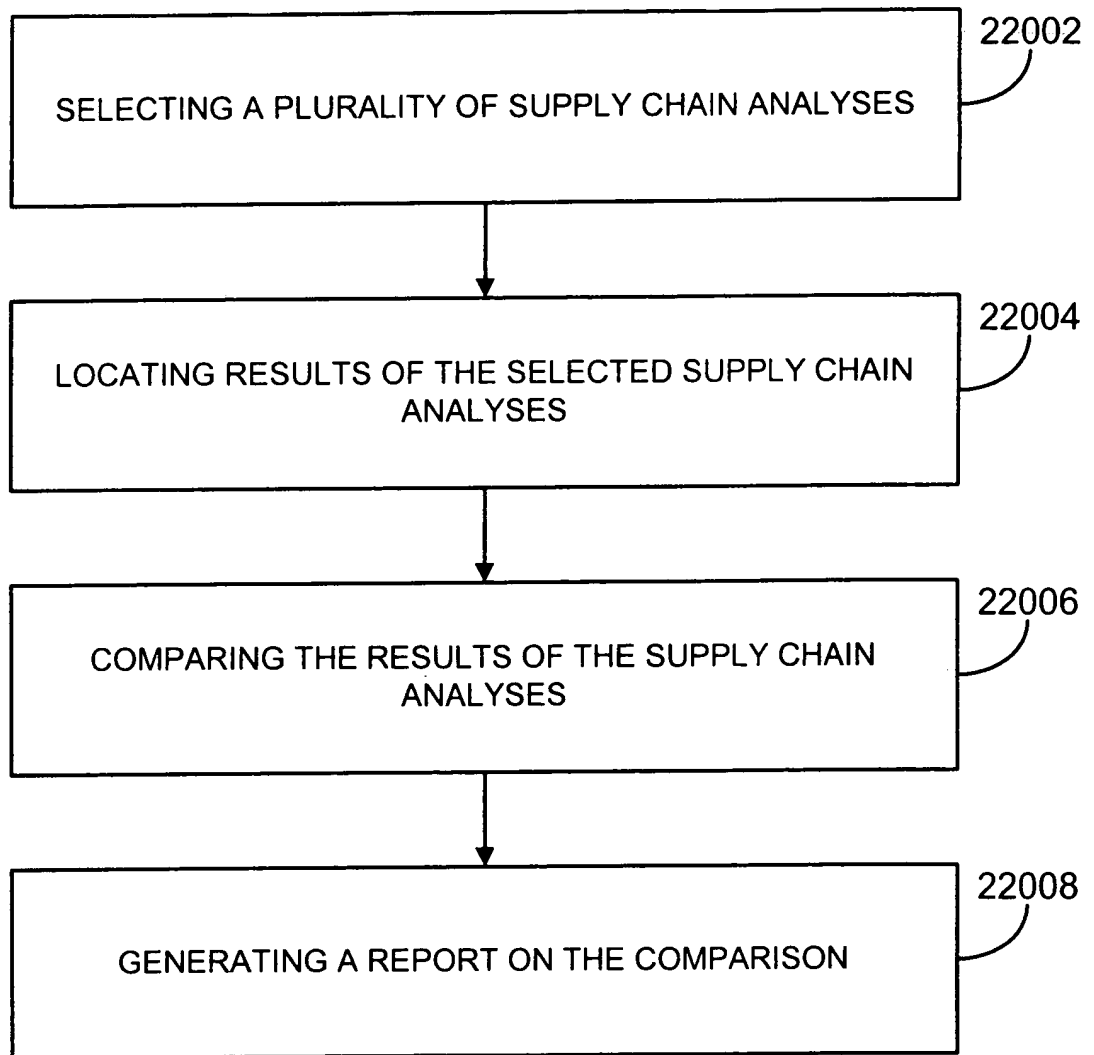 22002
SELECTING A PLURALITY OF SUPPLY CHAIN ANALYSES
22004
LOCATING RESULTS OF THE SELECTED SUPPLY CHAIN
ANALYSES
22006
COMPARING THE RESULTS OF THE SUPPLY CHAIN
ANALYSES
22008
GENERATING A REPORT ON THE COMPARISON